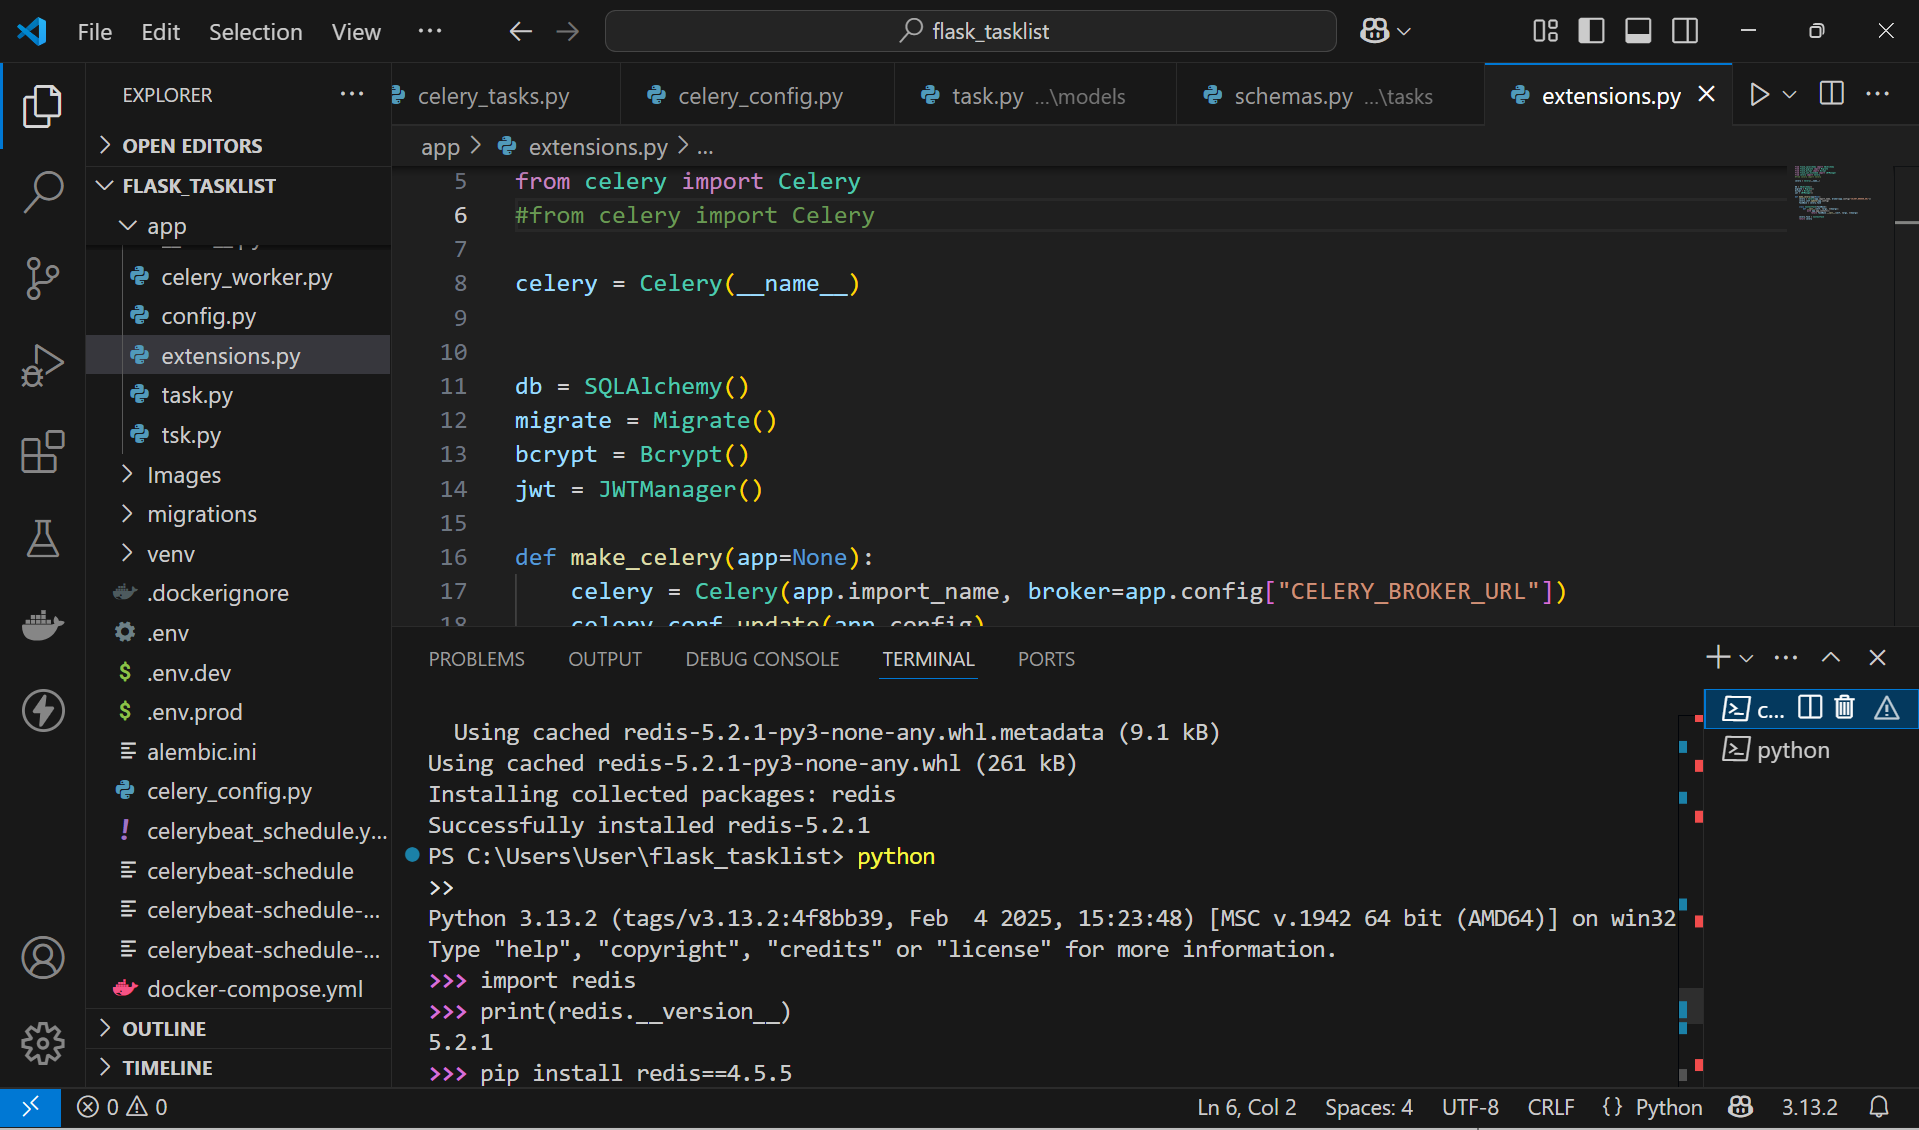 File Edit Selection View ···
flask_tasklist
EXPLORER ···
OPEN EDITORS
FLASK_TASKLIST
app
celery_worker.py
config.py
extensions.py
task.py
tsk.py
Images
migrations
venv
.dockerignore
.env
.env.dev
.env.prod
alembic.ini
celery_config.py
celerybeat_schedule.y...
celerybeat-schedule
celerybeat-schedule-...
celerybeat-schedule-...
docker-compose.yml
OUTLINE
TIMELINE
celery_tasks.py
celery_config.py
task.py ...\models
schemas.py ...\tasks
extensions.py
app > extensions.py > ...
5 from celery import Celery
6 #from celery import Celery
7
8 celery = Celery(__name__)
9
10
11 db = SQLAlchemy()
12 migrate = Migrate()
13 bcrypt = Bcrypt()
14 jwt = JWTManager()
15
16 def make_celery(app=None):
17 celery = Celery(app.import_name, broker=app.config["CELERY_BROKER_URL"])
18 celery.conf.update(app.config)
PROBLEMS OUTPUT DEBUG CONSOLE TERMINAL PORTS
Using cached redis-5.2.1-py3-none-any.whl.metadata (9.1 kB)
Using cached redis-5.2.1-py3-none-any.whl (261 kB)
Installing collected packages: redis
Successfully installed redis-5.2.1
PS C:\Users\User\flask_tasklist> python
>>
Python 3.13.2 (tags/v3.13.2:4f8bb39, Feb  4 2025, 15:23:48) [MSC v.1942 64 bit (AMD64)] on win32
Type "help", "copyright", "credits" or "license" for more information.
>>> import redis
>>> print(redis.__version__)
5.2.1
>>> pip install redis==4.5.5
c...
python
0 0
Ln 6, Col 2 Spaces: 4 UTF-8 CRLF {} Python 3.13.2